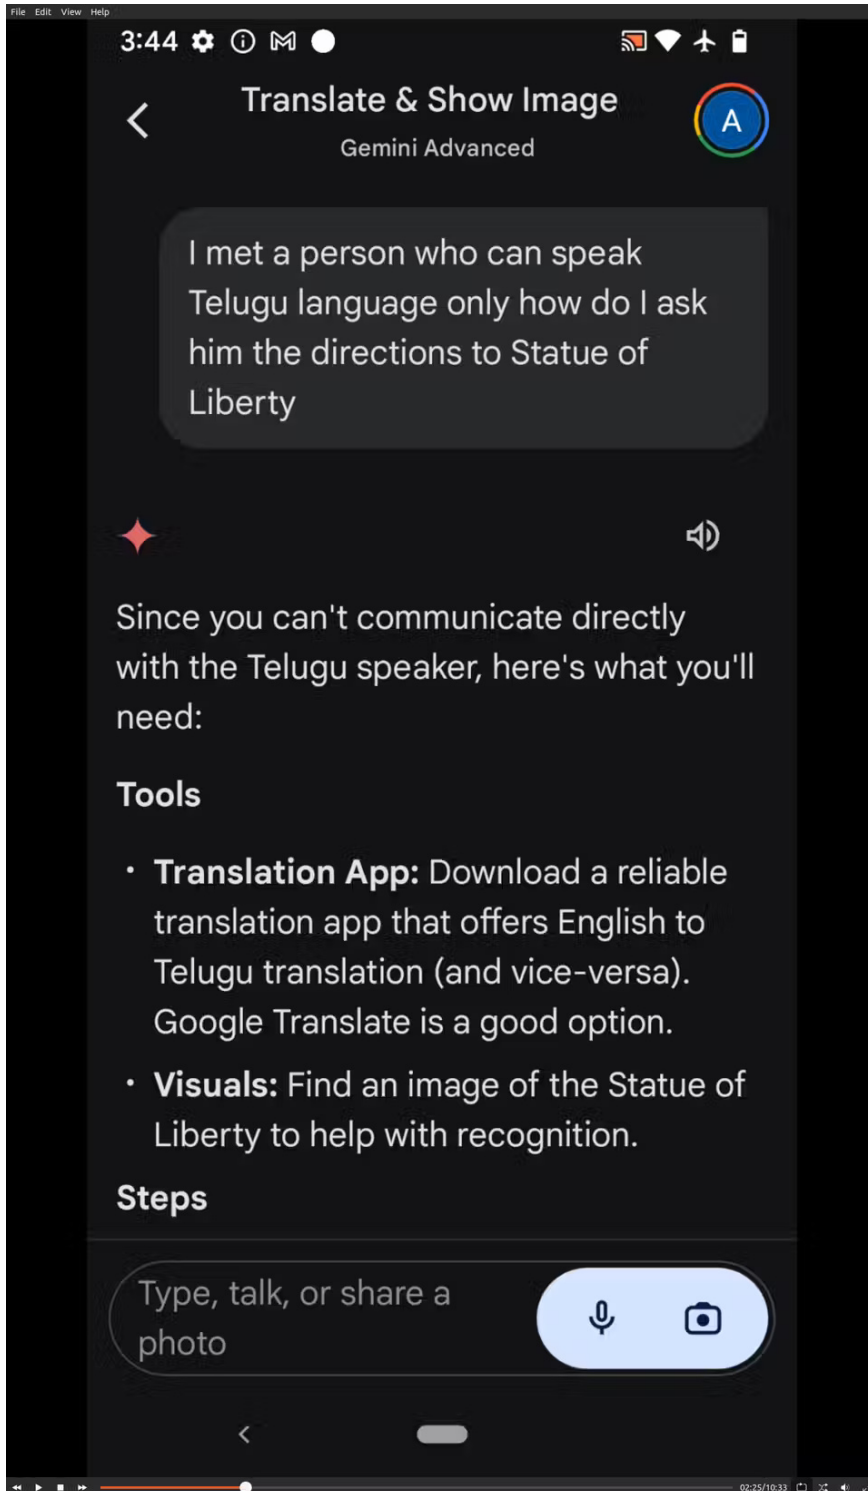 File Edit View Help
3:44
Translate & Show Image
A
Gemini Advanced
I met a person who can speak
Telugu language only how do I ask
him the directions to Statue of
Liberty
Since you can't communicate directly
with the Telugu speaker, here's what you'll
need:
Tools
• Translation App: Download a reliable
translation app that offers English to
Telugu translation (and vice-versa).
Google Translate is a good option.
• Visuals: Find an image of the Statue of
Liberty to help with recognition.
Steps
Type, talk, or share a
photo
02:25/10:33